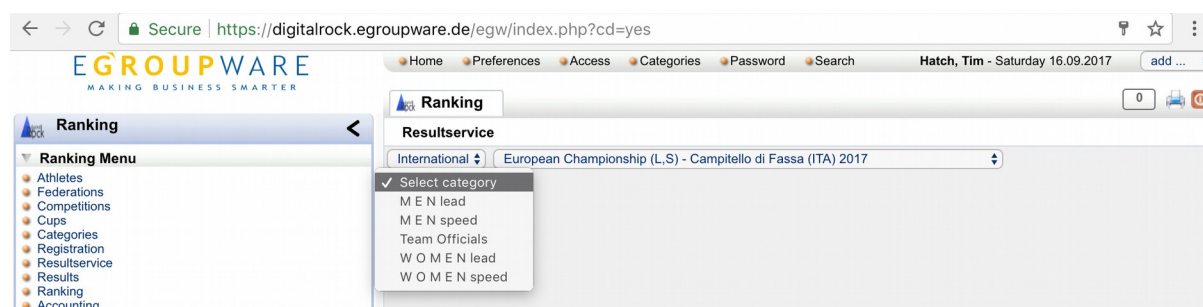 Secure | https://digitalrock.egroupware.de/egw/index.php?cd=yes
EGROUPWARE
MAKING BUSINESS SMARTER
Home Preferences Access Categories Password Search Hatch, Tim - Saturday 16.09.2017 add ...
Ranking
0
Ranking
Resultservice
Ranking Menu
International European Championship (L,S) - Campitello di Fassa (ITA) 2017
Athletes
Federations
Competitions
Cups
Categories
Registration
Resultservice
Results
Ranking
Accounting
✓ Select category
M E N lead
M E N speed
Team Officials
W O M E N lead
W O M E N speed